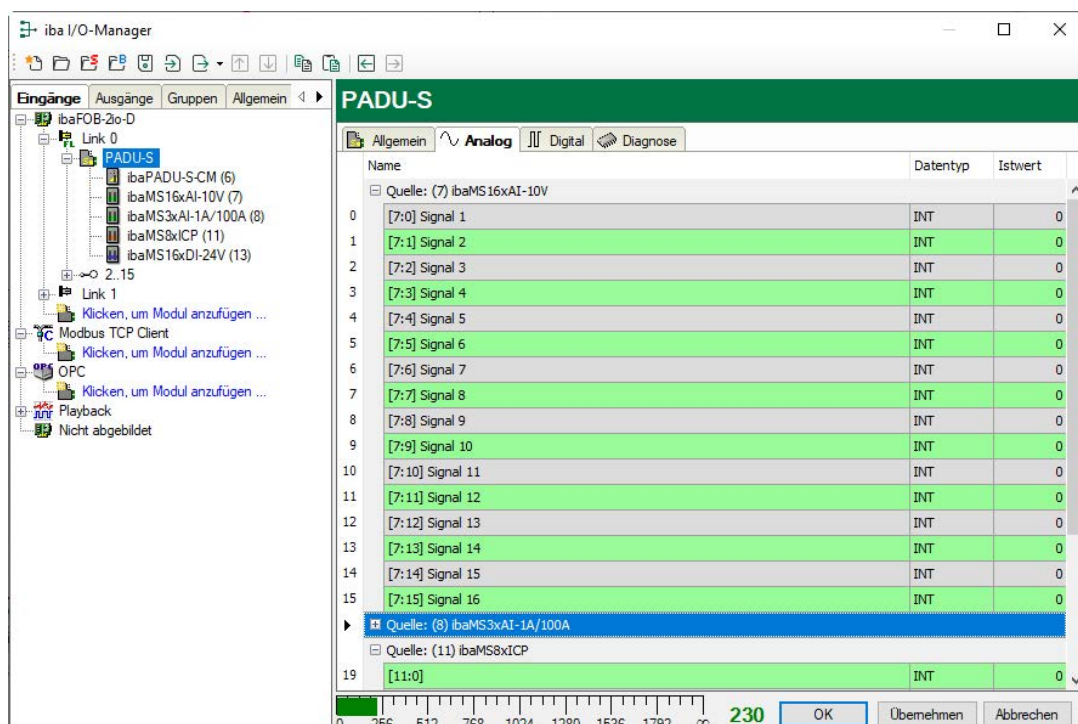 iba I/O-Manager
Eingänge Ausgänge Gruppen Allgemein
ibaFOB-2io-D
Link 0
PADU-S
ibaPADU-S-CM (6)
ibaMS16xAI-10V (7)
ibaMS3xAI-1A/100A (8)
ibaMS8xICP (11)
ibaMS16xDI-24V (13)
2..15
Link 1
Klicken, um Modul anzufügen ...
Modbus TCP Client
Klicken, um Modul anzufügen ...
OPC
Klicken, um Modul anzufügen ...
Playback
Nicht abgebildet
PADU-S
Allgemein Analog Digital Diagnose
Name Datentyp Istwert
Quelle: (7) ibaMS16xAI-10V
0 [7:0] Signal 1 INT 0
1 [7:1] Signal 2 INT 0
2 [7:2] Signal 3 INT 0
3 [7:3] Signal 4 INT 0
4 [7:4] Signal 5 INT 0
5 [7:5] Signal 6 INT 0
6 [7:6] Signal 7 INT 0
7 [7:7] Signal 8 INT 0
8 [7:8] Signal 9 INT 0
9 [7:9] Signal 10 INT 0
10 [7:10] Signal 11 INT 0
11 [7:11] Signal 12 INT 0
12 [7:12] Signal 13 INT 0
13 [7:13] Signal 14 INT 0
14 [7:14] Signal 15 INT 0
15 [7:15] Signal 16 INT 0
Quelle: (8) ibaMS3xAI-1A/100A
Quelle: (11) ibaMS8xICP
19 [11:0] INT 0
0 256 512 768 1024 1280 1536 1792 ∞ 230 OK Übernehmen Abbrechen